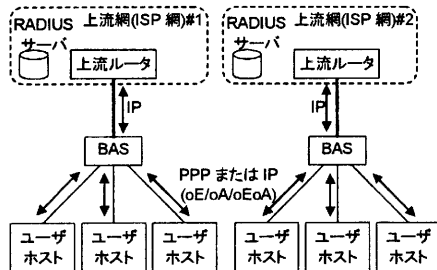 RADIUS
サーバ
上流網(ISP 網)#1
上流ルータ
IP
BAS
RADIUS
サーバ
上流網(ISP 網)#2
上流ルータ
IP
BAS
PPP または IP
(oE/oA/oEoA)
ユーザ
ホスト
ユーザ
ホスト
ユーザ
ホスト
ユーザ
ホスト
ユーザ
ホスト
ユーザ
ホスト